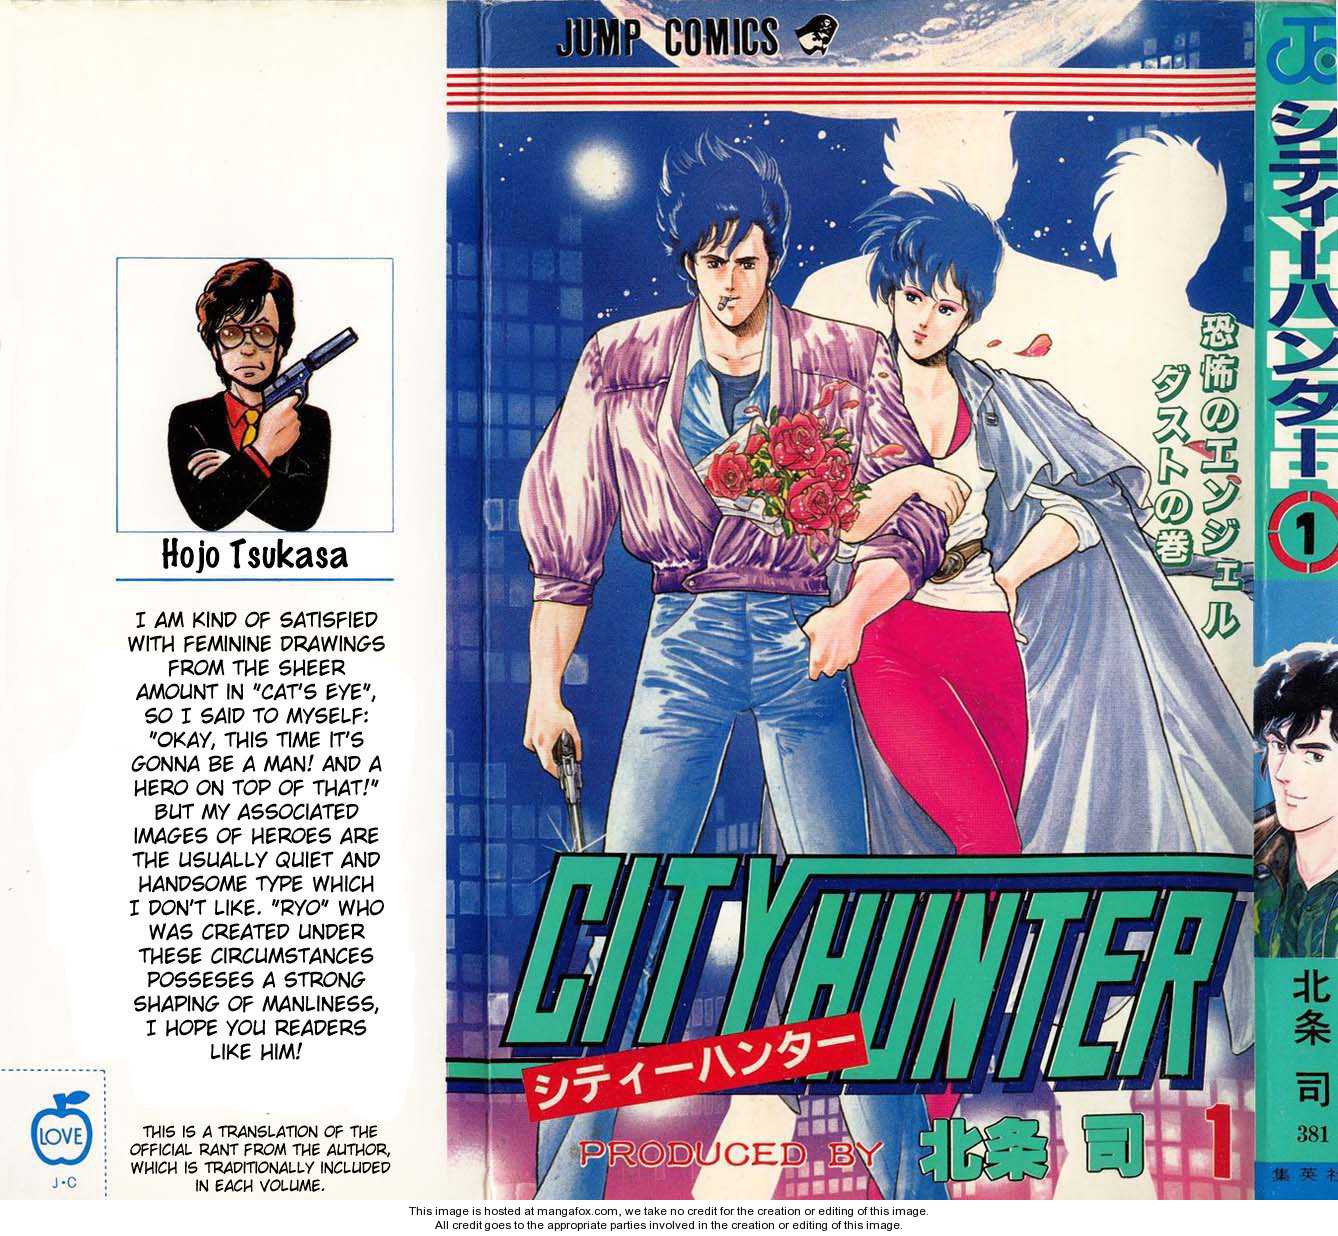 Hojo Tsukasa
I AM KIND OF SATISFIED
WITH FEMININE DRAWINGS
FROM THE SHEER
AMOUNT IN "CAT'S EYE",
SO I SAID TO MYSELF:
"OKAY, THIS TIME IT'S
GONNA BE A MAN! AND A
HERO ON TOP OF THAT!"
BUT MY ASSOCIATED
IMAGES OF HEROES ARE
THE USUALLY QUIET AND
HANDSOME TYPE WHICH
I DON'T LIKE. "RYO" WHO
WAS CREATED UNDER
THESE CIRCUMSTANCES
POSSESES A STRONG
SHAPING OF MANLINESS,
I HOPE YOU READERS
LIKE HIM!
THIS IS A TRANSLATION OF THE
OFFICIAL RANT FROM THE AUTHOR,
WHICH IS TRADITIONALLY INCLUDED
IN EACH VOLUME.
LOVE
J・C
JUMP COMICS
恐怖のエンジェル
ダストの巻
CITY HUNTER
シティーハンター
PRODUCED BY 北条 司 1
シティーハンター
1
北条 司
381
集英社
This image is hosted at mangafox.com, we take no credit for the creation or editing of this image.
All credit goes to the appropriate parties involved in the creation or editing of this image.